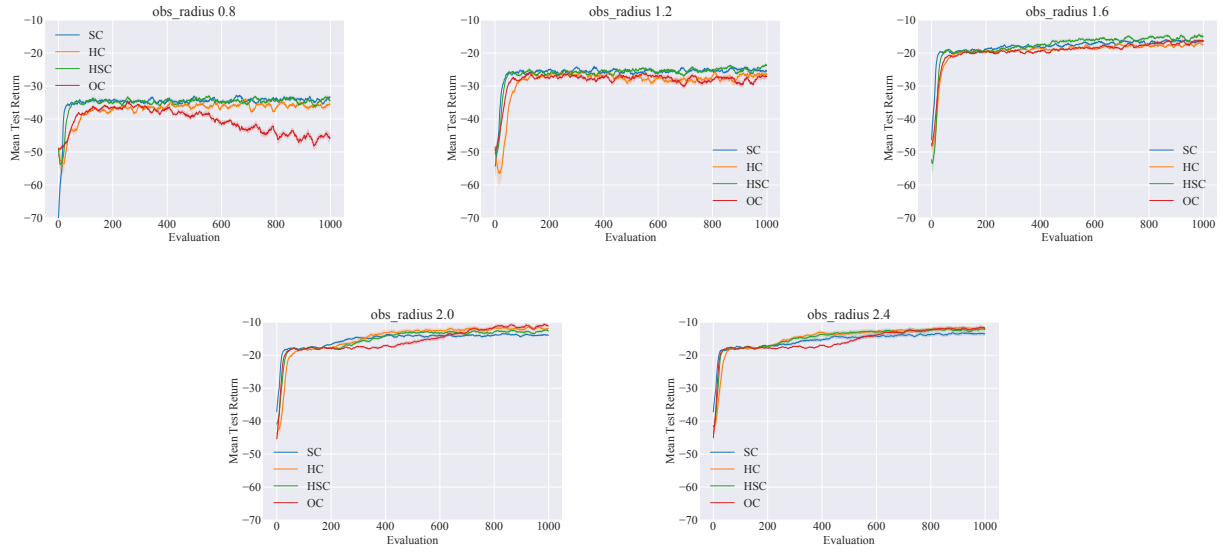 obs_radius 0.8
−10
−20
−30
−40
−50
−60
−70
Mean Test Return
SC
HC
HSC
OC
0 200 400 600 800 1000
Evaluation
obs_radius 1.2
−10
−20
−30
−40
−50
−60
−70
Mean Test Return
SC
HC
HSC
OC
0 200 400 600 800 1000
Evaluation
obs_radius 1.6
−10
−20
−30
−40
−50
−60
−70
Mean Test Return
SC
HC
HSC
OC
0 200 400 600 800 1000
Evaluation
obs_radius 2.0
−10
−20
−30
−40
−50
−60
−70
Mean Test Return
SC
HC
HSC
OC
0 200 400 600 800 1000
Evaluation
obs_radius 2.4
−10
−20
−30
−40
−50
−60
−70
Mean Test Return
SC
HC
HSC
OC
0 200 400 600 800 1000
Evaluation